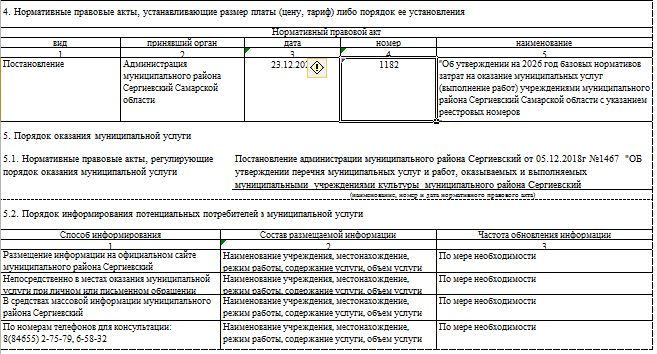 4. Нормативные правовые акты, устанавливающие размер платы (цену, тариф) либо порядок ее установления
Нормативный правовой акт
вид принявший орган дата номер наименование
1 2 3 4 5
Постановление Администрация муниципального района Сергиевский Самарской области 23.12.20 1182 "Об утверждении на 2026 год базовых нормативов
затрат на оказание муниципальных услуг
(выполнение работ) учреждениями муниципального
района Сергиевский Самарской области с указанием
реестровых номеров
5. Порядок оказания муниципальной услуги
5.1. Нормативные правовые акты, регулирующие
порядок оказания муниципальной услуги
Постановление администрации муниципального района Сергиевский от 05.12.2018г №1467 "ОБ
утверждении перечня муниципальных услуг и работ, оказываемых и выполняемых
муниципальными учреждениями культуры муниципального района Сергиевский
(наименование, номер и дата нормативного правового акта)
5.2. Порядок информирования потенциальных потребителей муниципальной услуги
Способ информирования Состав размещаемой информации Частота обновления информации
1 2 3
Размещение информации на официальном сайте
муниципального района Сергиевский
Наименование учреждения, местонахождение,
режим работы, содержание услуги, объем услуги
По мере необходимости
Непосредственно в местах оказания муниципальной
услуги при личном или письменном обращении
Наименование учреждения, местонахождение,
режим работы, содержание услуги, объем услуги
По мере необходимости
В средствах массовой информации муниципального
района Сергиевский
Наименование учреждения, местонахождение,
режим работы, содержание услуги, объем услуги
По мере необходимости
По номерам телефонов для консультации:
8(84655) 2-75-79, 6-58-32
Наименование учреждения, местонахождение,
режим работы, содержание услуги, объем услуги
По мере необходимости